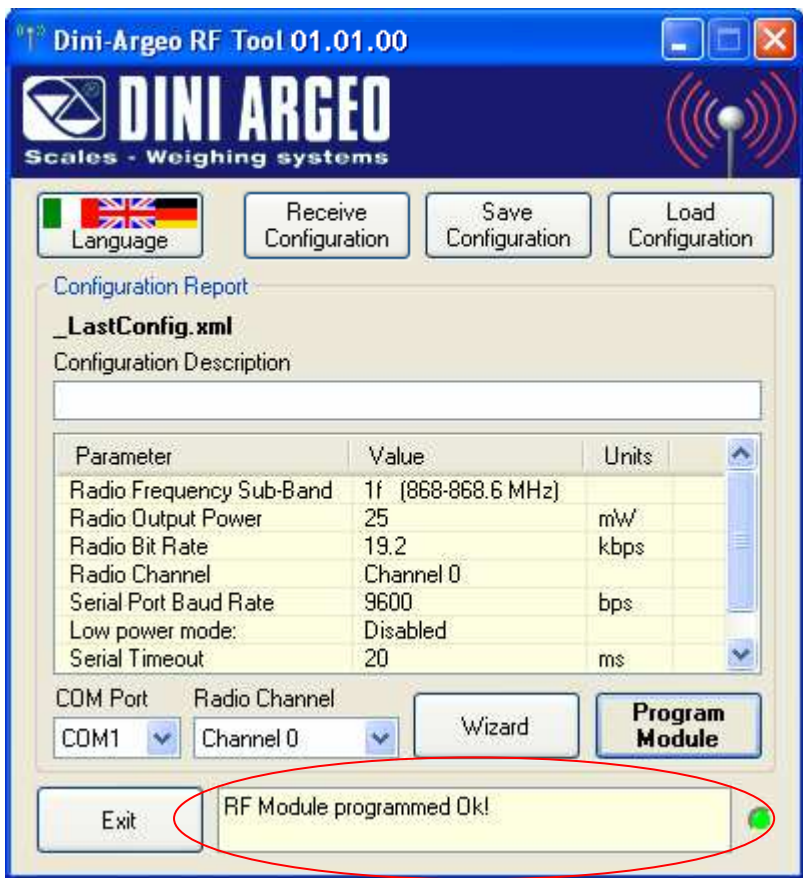 Dini-Argeo RF Tool 01.01.00
DINI ARGEO
Scales - Weighing systems
Language
Receive
Configuration
Save
Configuration
Load
Configuration
Configuration Report
_LastConfig.xml
Configuration Description
Parameter Value Units
Radio Frequency Sub-Band 1f (868-868.6 MHz)
Radio Output Power 25 mW
Radio Bit Rate 19.2 kbps
Radio Channel Channel 0
Serial Port Baud Rate 9600 bps
Low power mode: Disabled
Serial Timeout 20 ms
COM Port Radio Channel
COM1 Channel 0
Wizard
Program
Module
Exit
RF Module programmed Ok!